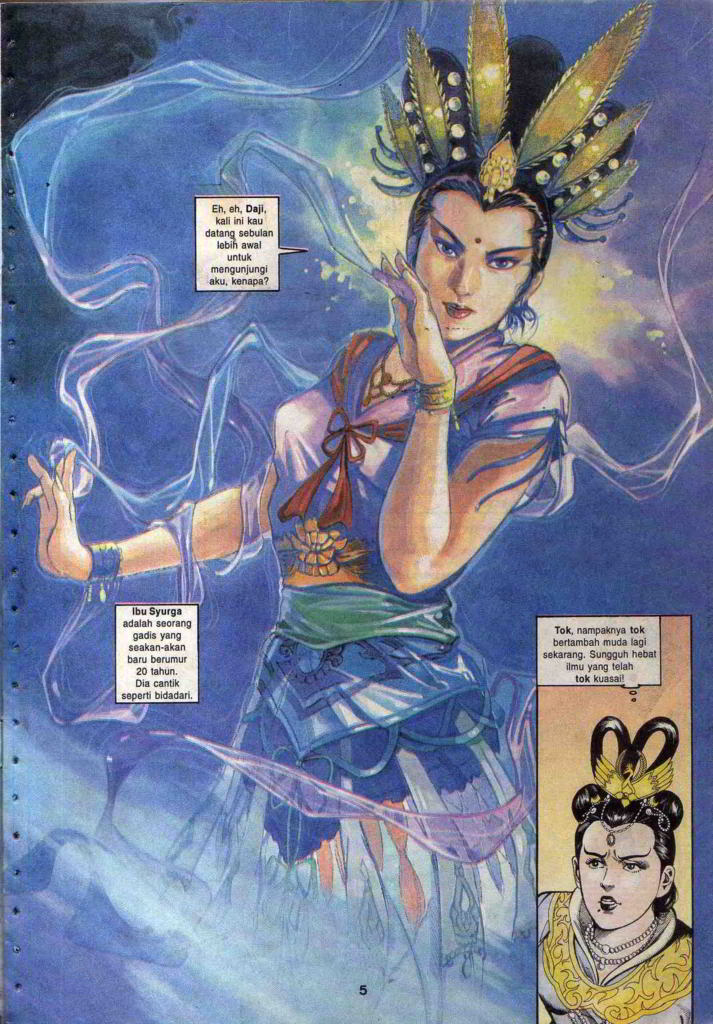 Eh, eh, Daji,
kali ini kau
datang sebulan
lebih awal
untuk
mengunjungi
aku, kenapa?
Ibu Syurga
adalah seorang
gadis yang
seakan-akan
baru berumur
20 tahun.
Dia cantik
seperti bidadari.
Tok, nampaknya tok
bertambah muda lagi
sekarang. Sungguh hebat
ilmu yang telah
tok kuasai!
5